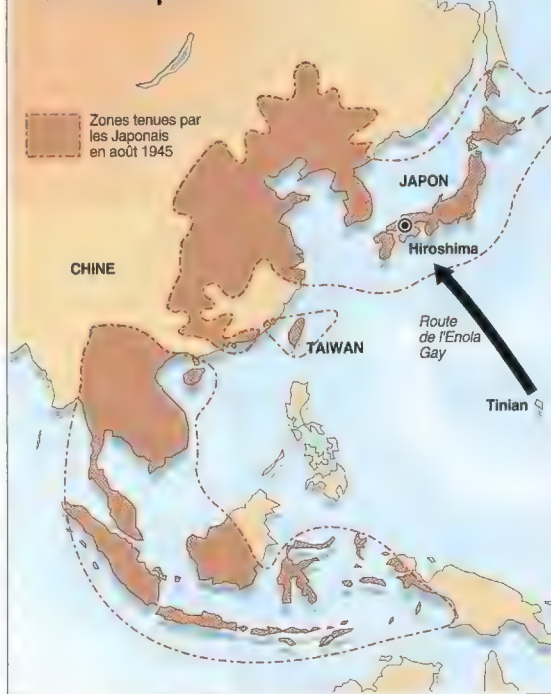 Zones tenues par
les Japonais
en août 1945
JAPON
Hiroshima
CHINE
Route
de l'Enola
Gay
TAIWAN
Tinian